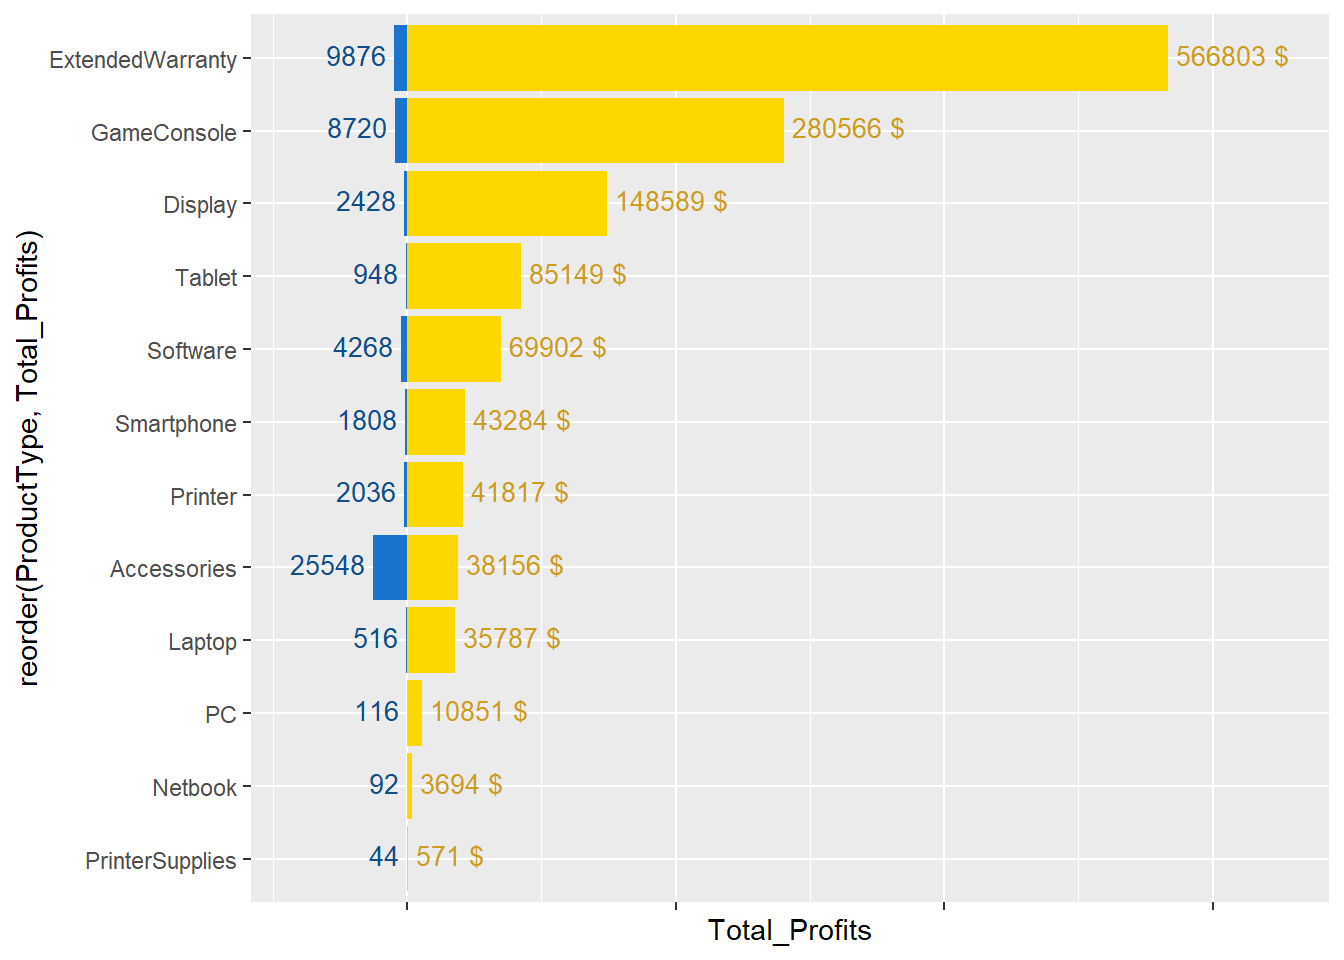 ExtendedWarranty 9876 566803 $
GameConsole 8720 280566 $
Display 2428 148589 $
Tablet 948 85149 $
Software 4268 69902 $
Smartphone 1808 43284 $
Printer 2036 41817 $
Accessories 25548 38156 $
Laptop 516 35787 $
PC 116 10851 $
Netbook 92 3694 $
PrinterSupplies 44 571 $
reorder(ProductType, Total_Profits)
Total_Profits